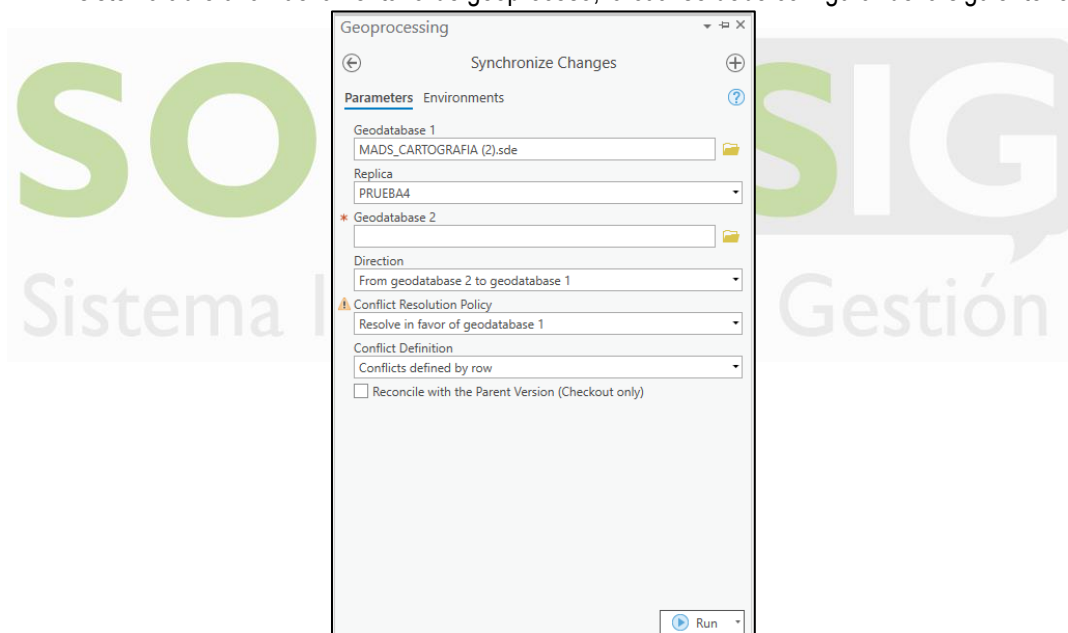 Geoprocessing
Synchronize Changes
Parameters Environments
Geodatabase 1
MADS_CARTOGRAFIA (2).sde
Replica
PRUEBA4
* Geodatabase 2
Direction
From geodatabase 2 to geodatabase 1
Conflict Resolution Policy
Resolve in favor of geodatabase 1
Conflict Definition
Conflicts defined by row
Reconcile with the Parent Version (Checkout only)
Run
SO SIG
Sistema Gestión